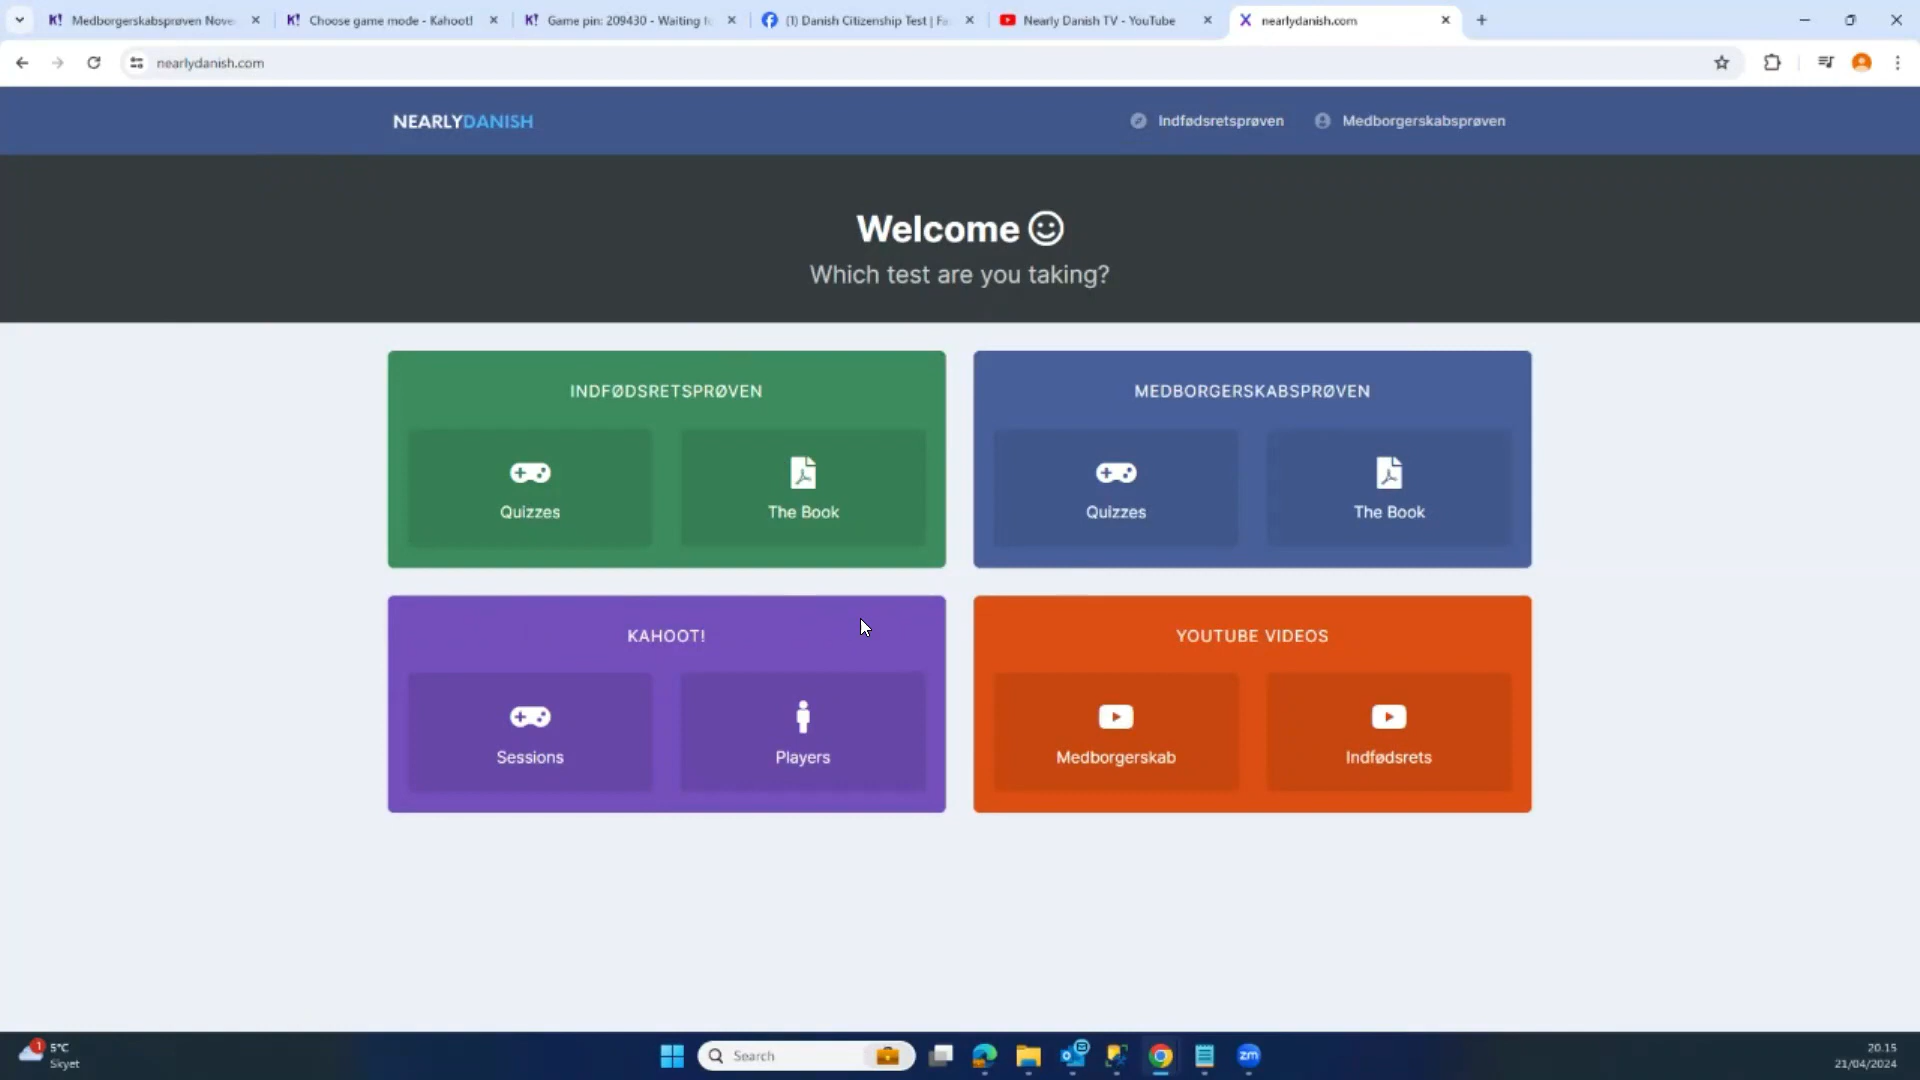 Medborgerskabsprøven Nove
Choose game mode - Kahoot!
Game pin: 209430 - Waiting
(1) Danish Citizenship Test | Fa
Nearly Danish TV - YouTube
nearlydanish.com
nearlydanish.com
NEARLYDANISH
Indfødsretsprøven
Medborgerskabsprøven
Welcome
Which test are you taking?
INDFØDSRETSPRØVEN
Quizzes
The Book
MEDBORGERSKABSPRØVEN
Quizzes
The Book
KAHOOT!
Sessions
Players
YOUTUBE VIDEOS
Medborgerskab
Indfødsrets
1
5°C
Skyet
Search
zm
20.15
21/04/2024